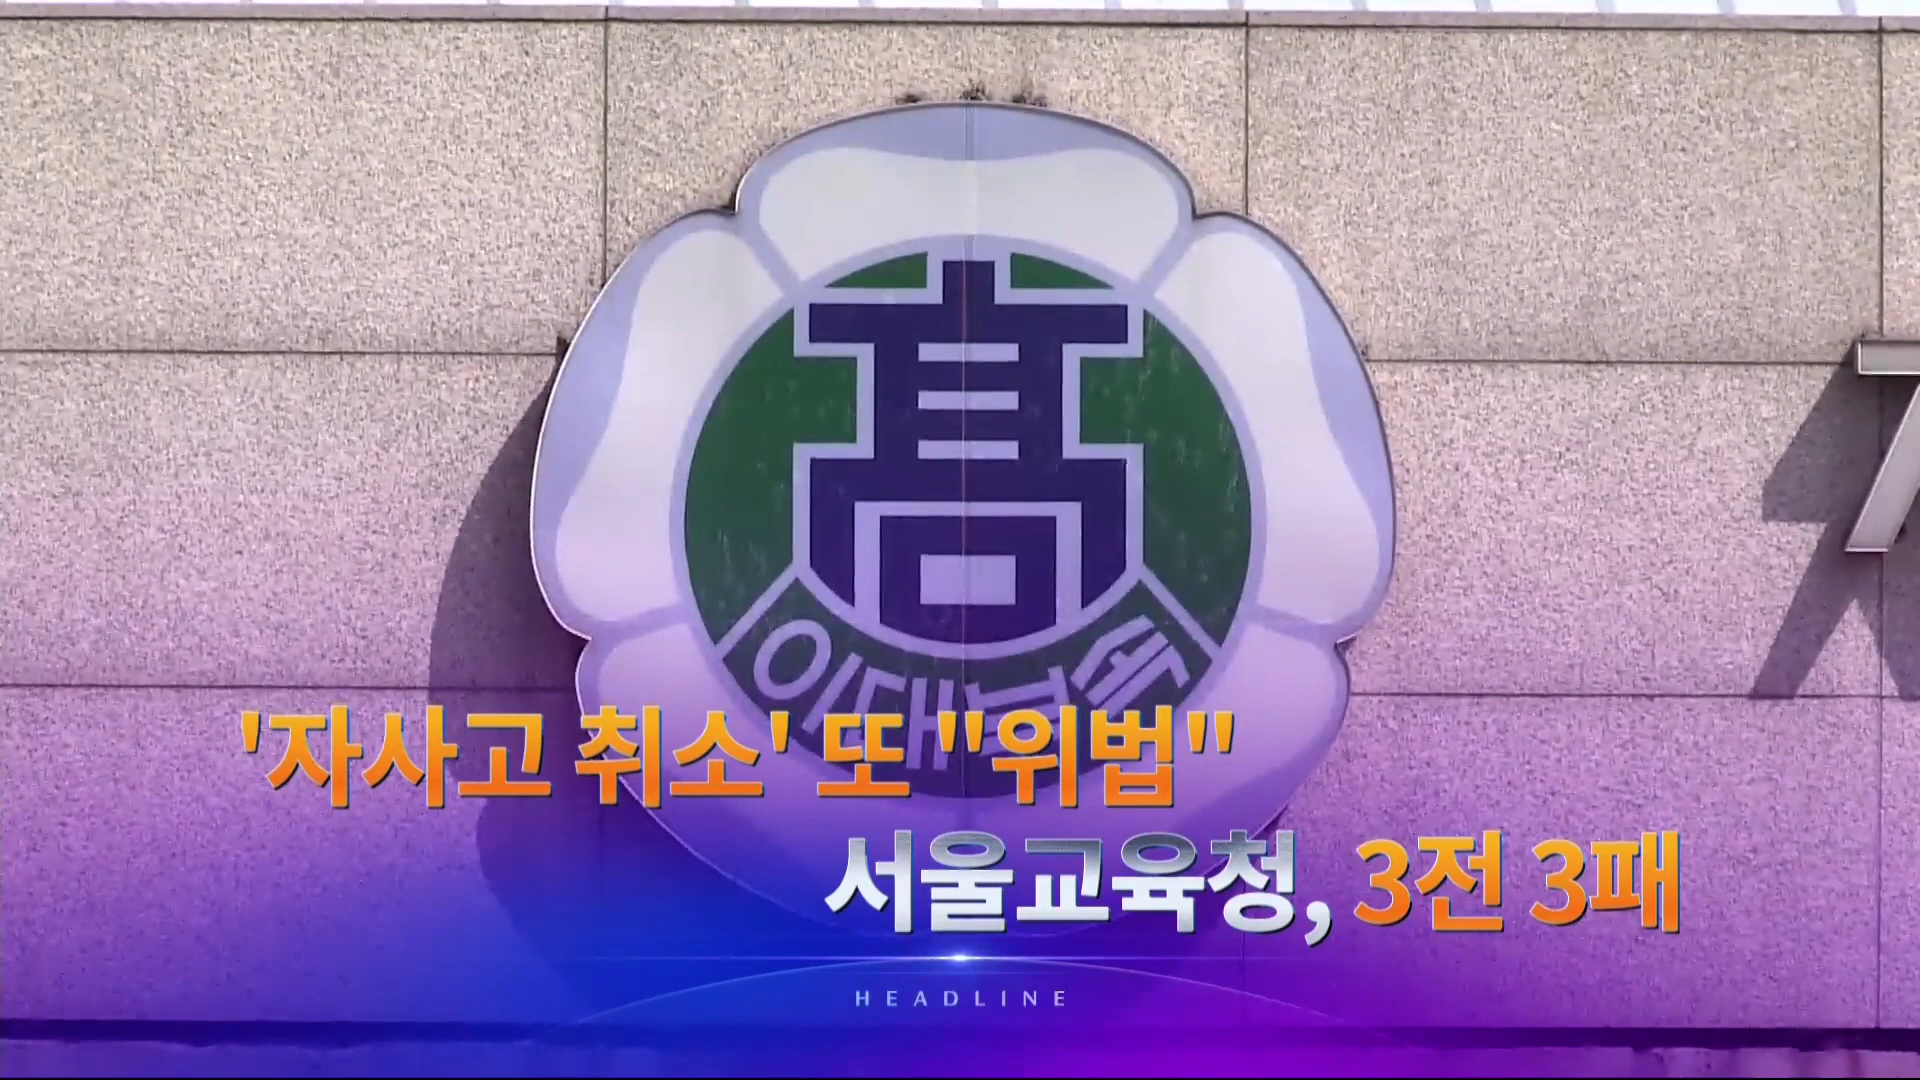 高
이대부속
'자사고 취소' 또 "위법"
서울교육청, 3전 3패
HEADLINE